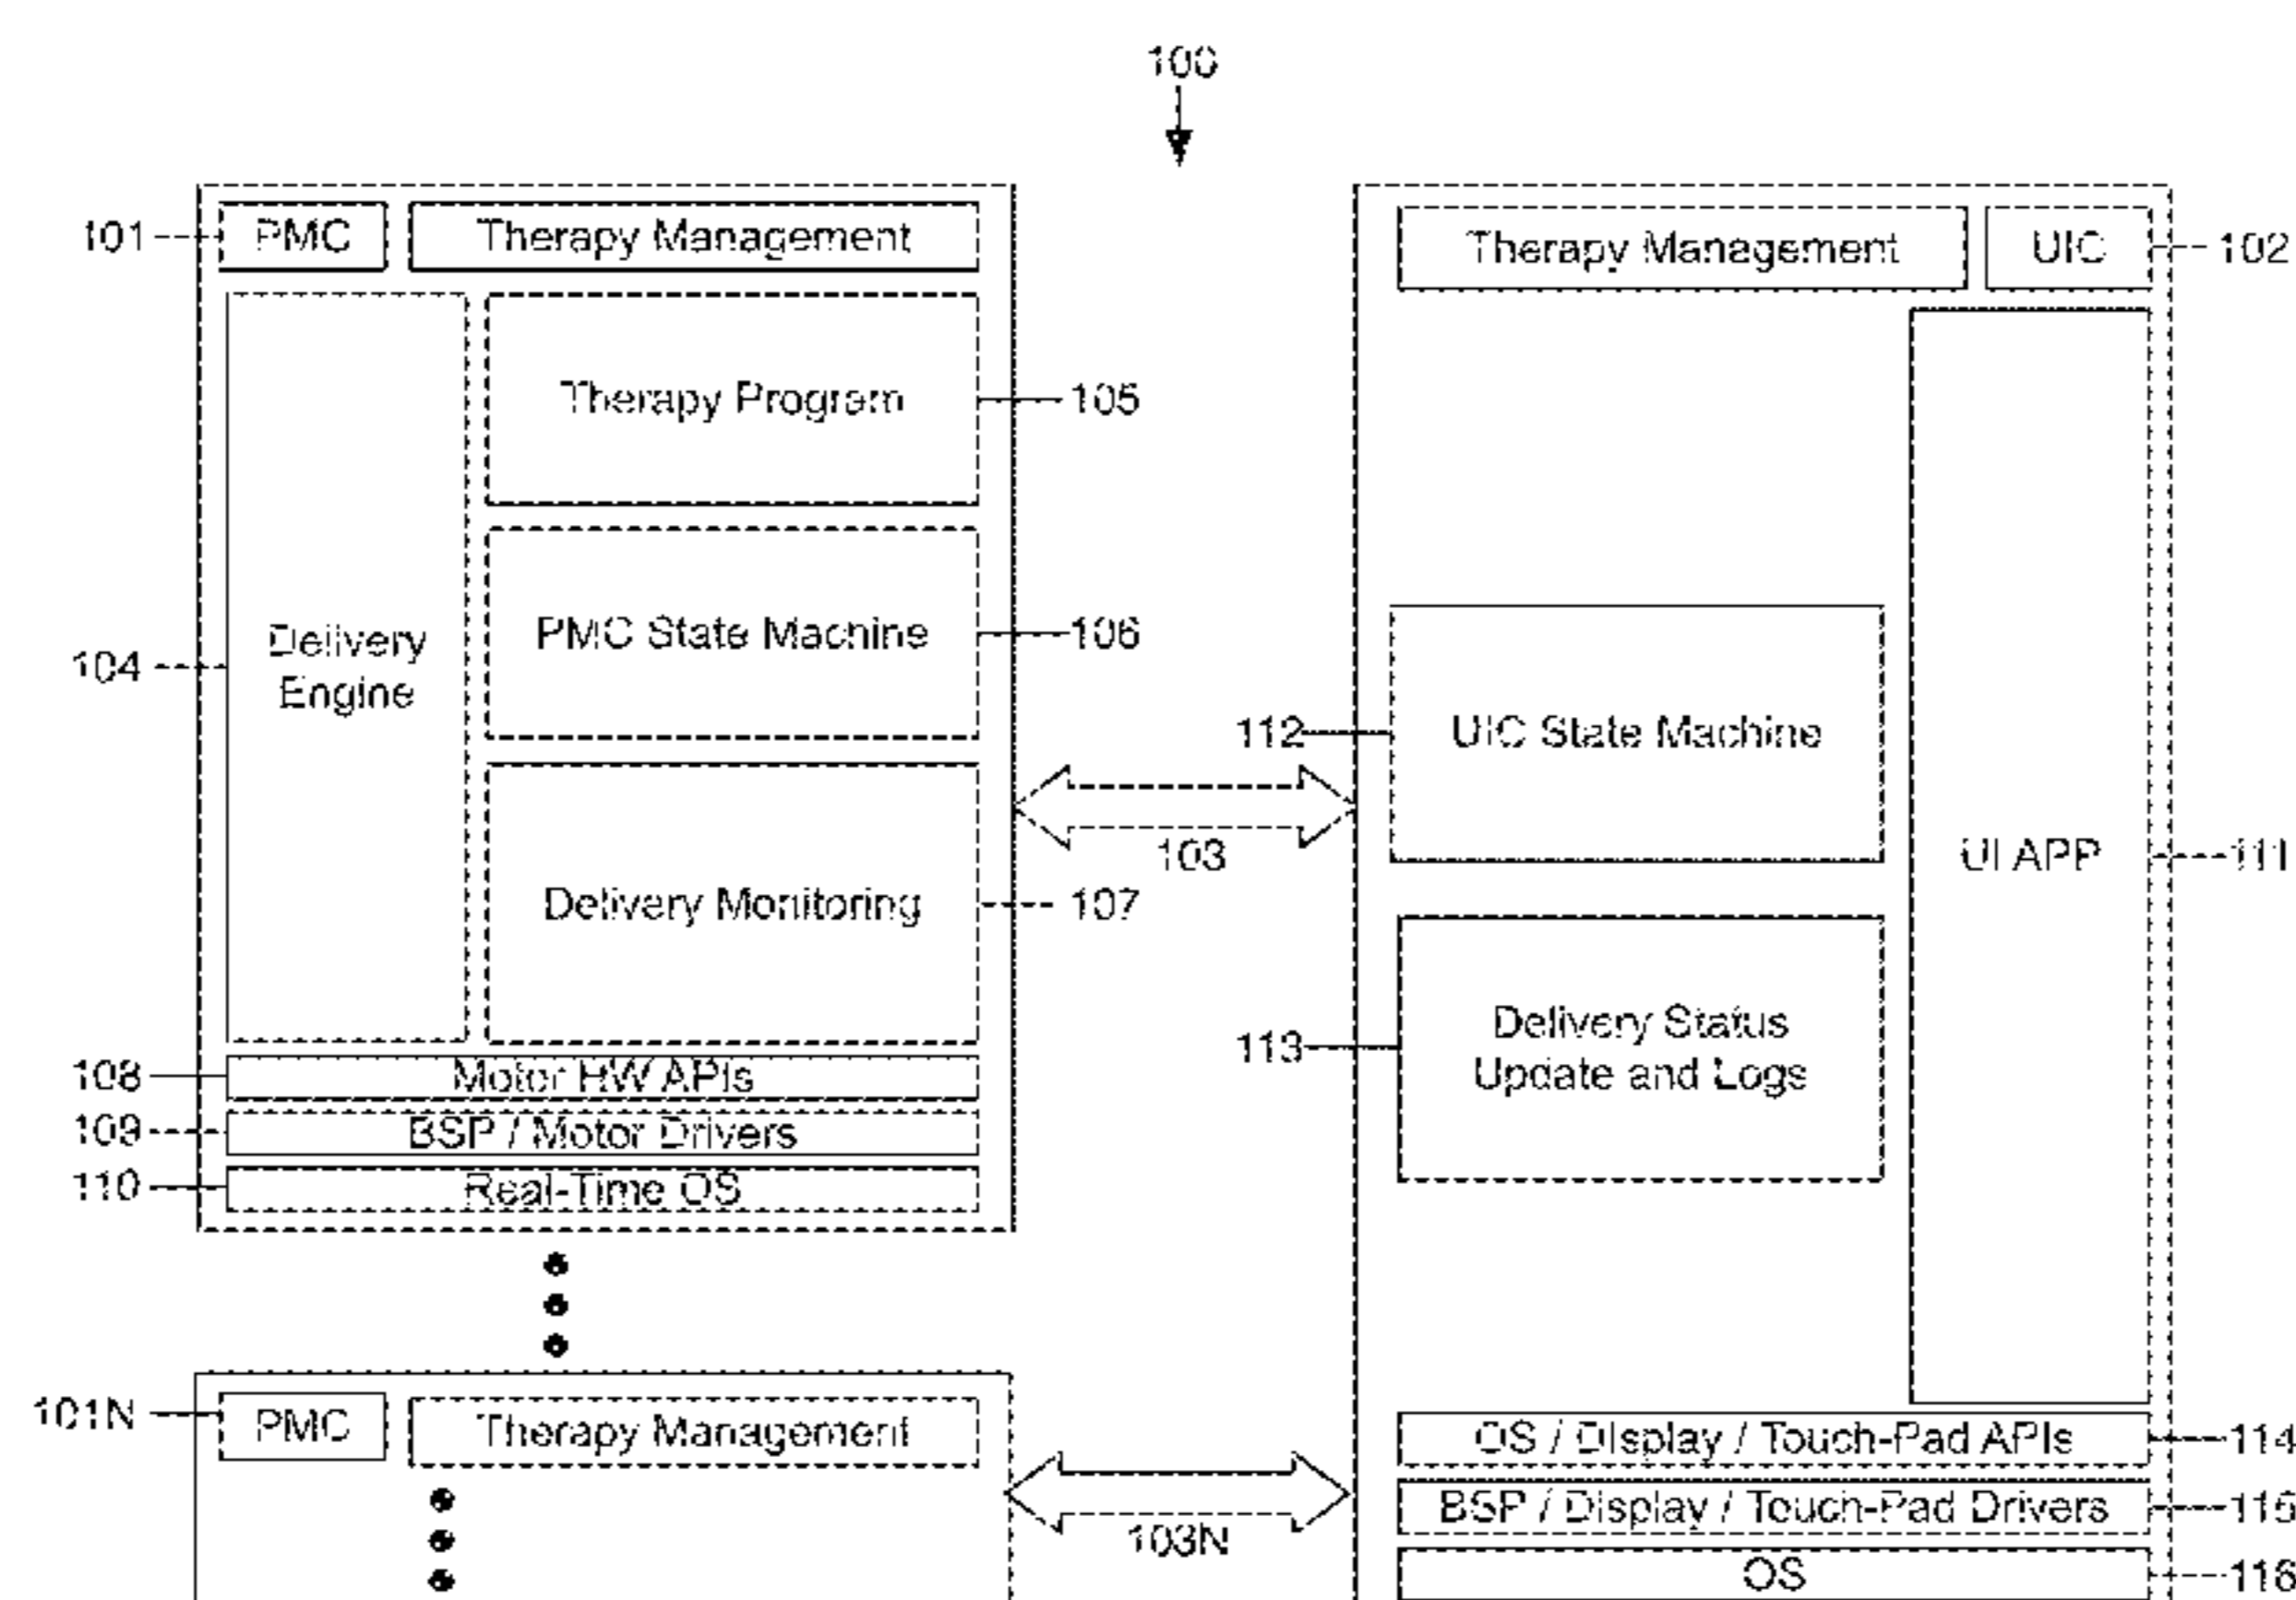 100
101 PMC Therapy Management
Therapy Management UIC 102
Therapy Program 105
PMC State Machine 106
104 Delivery
Engine
112 UIC State Machine
103
UI APP 111
Delivery Monitoring 107
113 Delivery Status
Update and Logs
108 Motor HW APIs
109 BSP / Motor Drivers
110 Real-Time OS
101N PMC Therapy Management
103N
OS / Display / Touch-Pad APIs 114
BSP / Display / Touch-Pad Drivers 115
OS 116